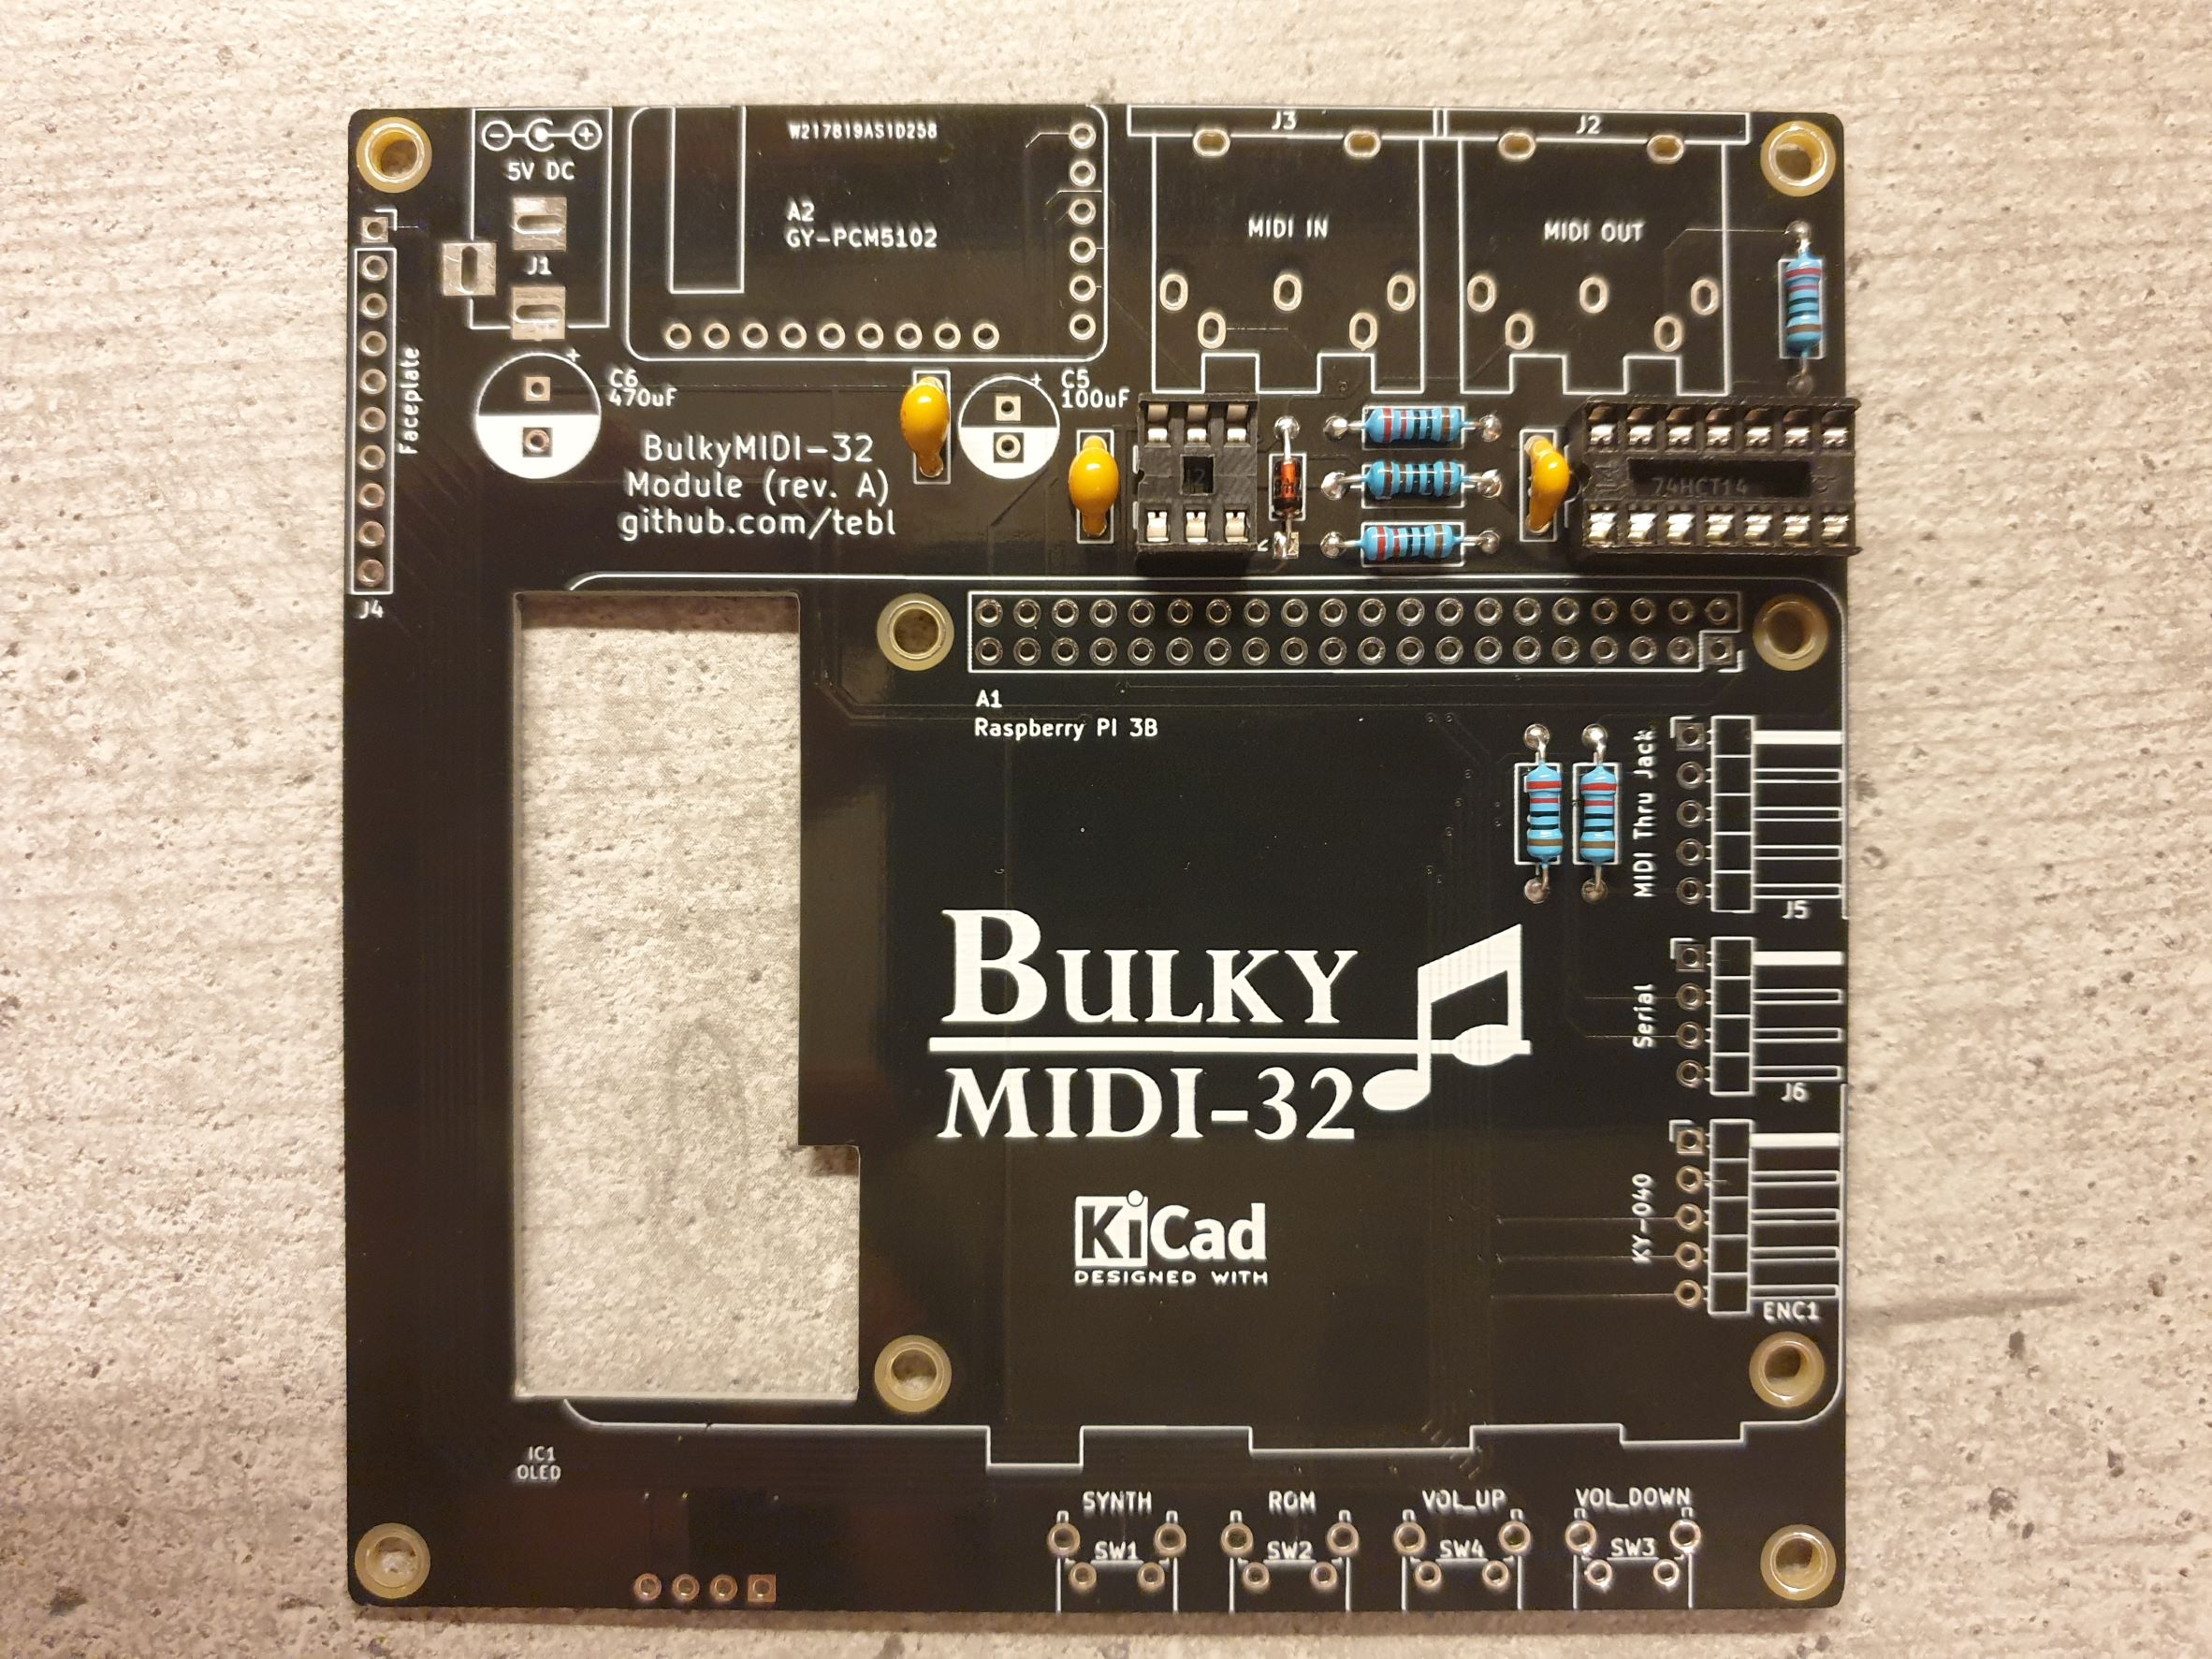 5V DC
J1
W217819AS1D258
A2
GY-PCM5102
J3
J2
MIDI IN
MIDI OUT
Faceplate
J4
C6
470uF
C5
100uF
BulkyMIDI-32
Module (rev. A)
github.com/tebl
74HCT14
A1
Raspberry PI 3B
MIDI Thru Jack
J5
Serial
J6
KY-040
ENC1
BULKY
MIDI-32
KiCad
DESIGNED WITH
IC1
OLED
SYNTH
SW1
ROM
SW2
VOL_UP
SW4
VOL_DOWN
SW3